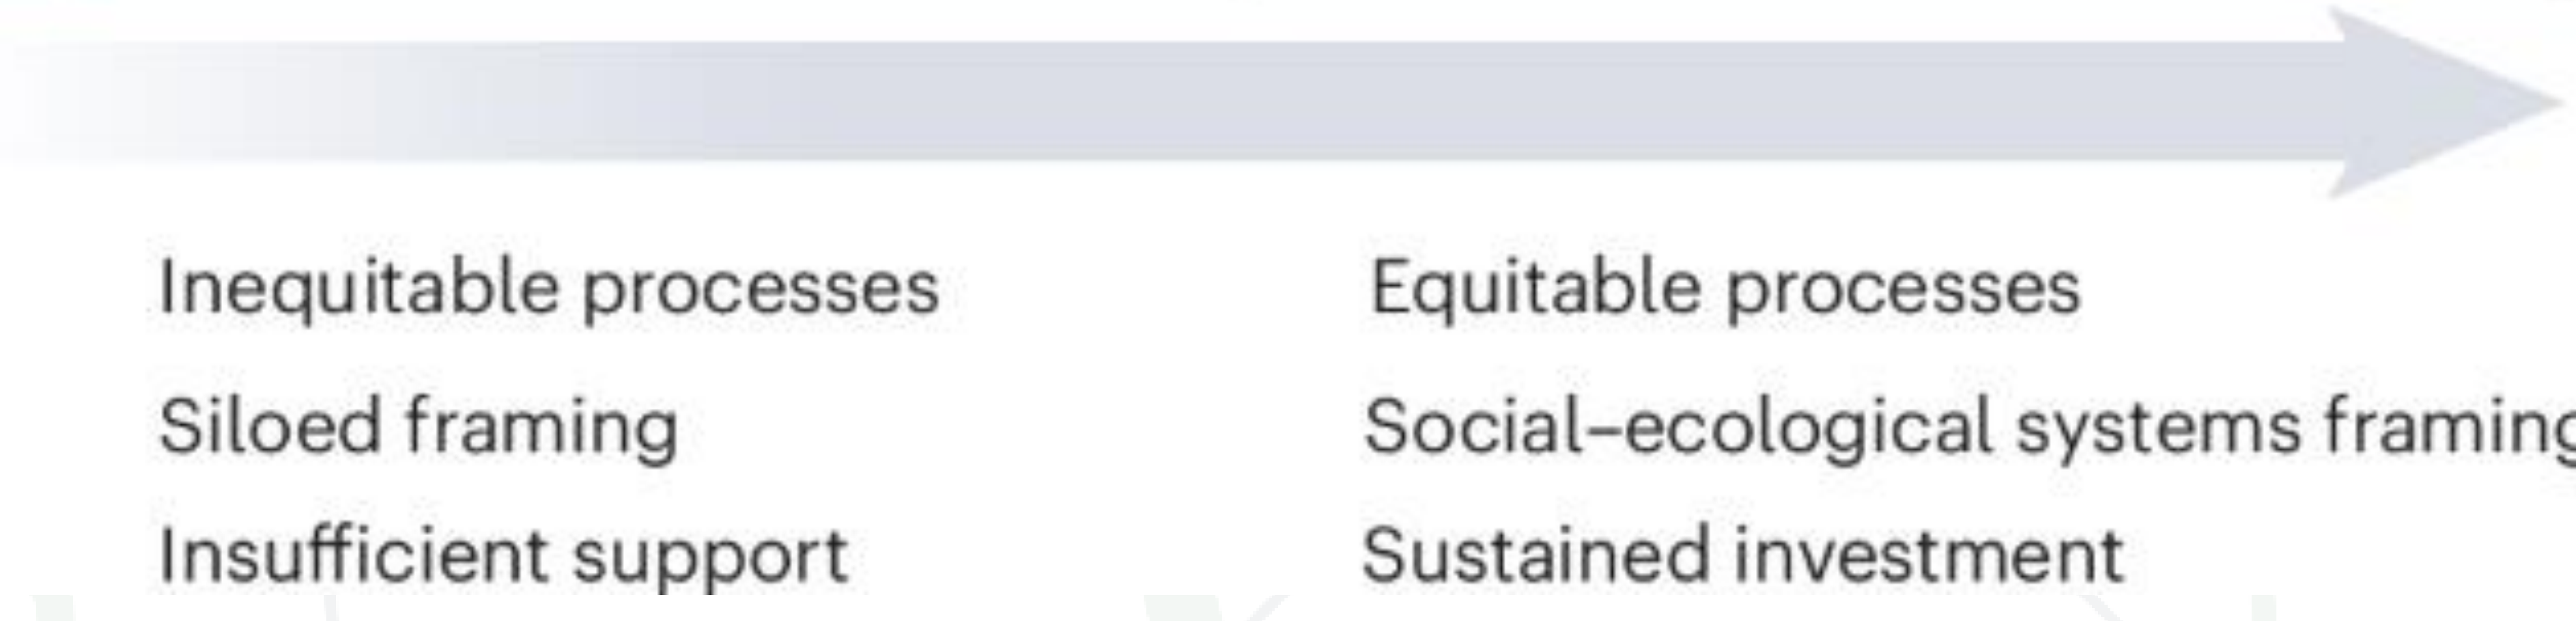 Inequitable processes
Equitable processes
Siloed framing
Social–ecological systems framing
Insufficient support
Sustained investment